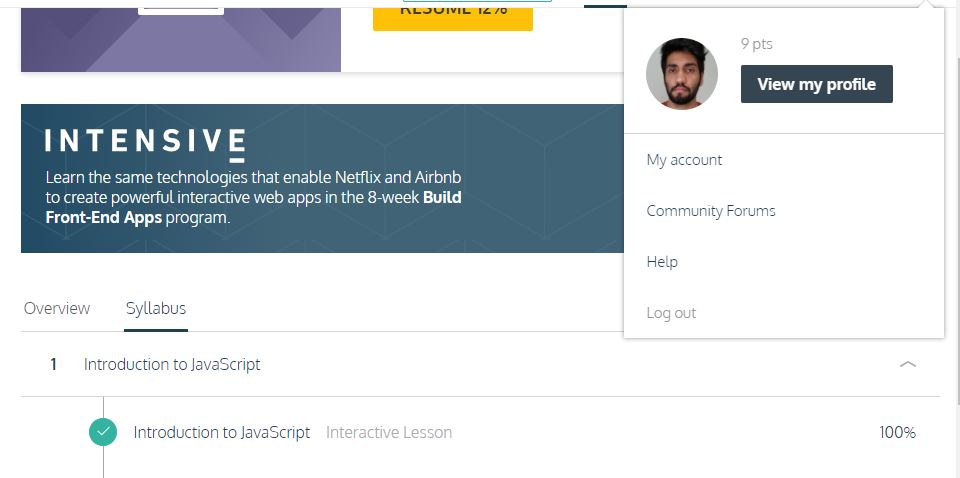 RESUME 12%
9 pts
View my profile
INTENSIVE
Learn the same technologies that enable Netflix and Airbnb
to create powerful interactive web apps in the 8-week Build
Front-End Apps program.
My account
Community Forums
Help
Log out
Overview
Syllabus
1 Introduction to JavaScript
Introduction to JavaScript Interactive Lesson 100%